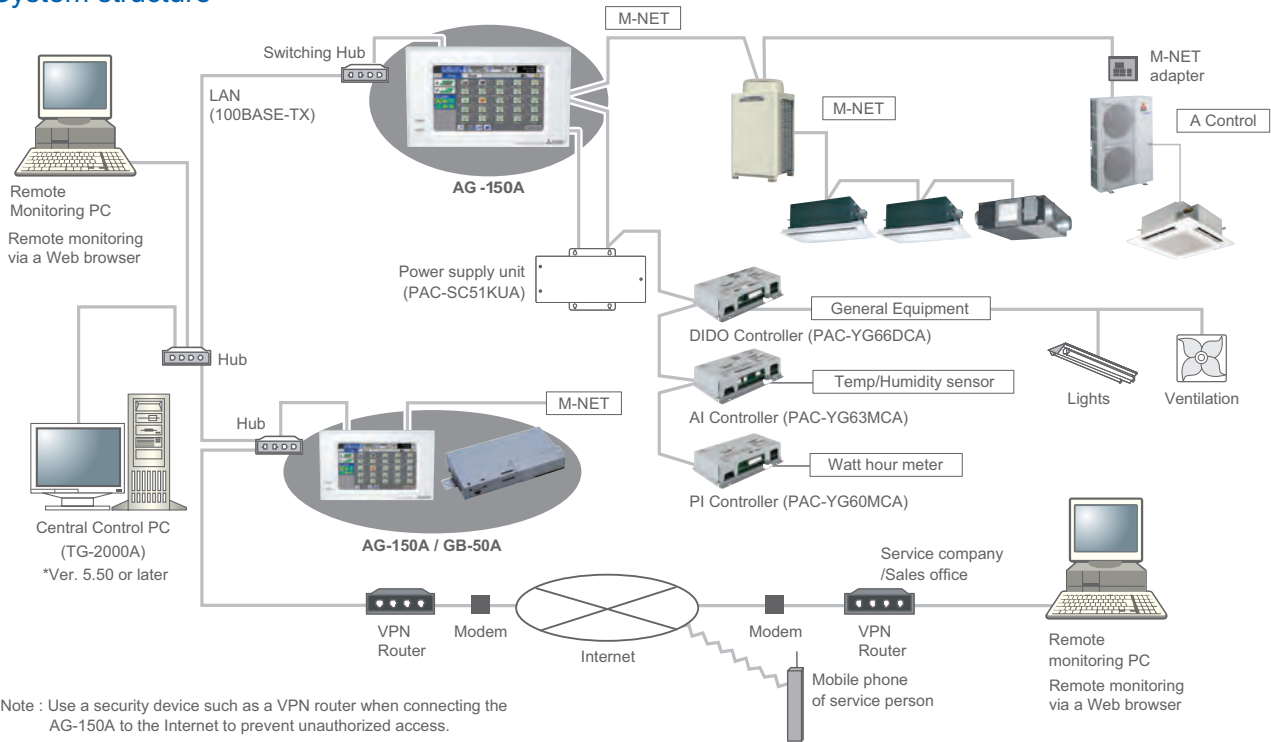 System structure
M-NET
Switching Hub
LAN
(100BASE-TX)
M-NET
adapter
M-NET
A Control
AG -150A
Remote
Monitoring PC
Remote monitoring
via a Web browser
Power supply unit
(PAC-SC51KUA)
General Equipment
DIDO Controller (PAC-YG66DCA)
Hub
Temp/Humidity sensor
Lights
Ventilation
M-NET
Hub
AI Controller (PAC-YG63MCA)
Watt hour meter
PI Controller (PAC-YG60MCA)
Central Control PC
(TG-2000A)
*Ver. 5.50 or later
AG-150A / GB-50A
Service company
/Sales office
VPN
Router
Modem
Internet
Modem
VPN
Router
Remote
monitoring PC
Remote monitoring
via a Web browser
Mobile phone
of service person
Note : Use a security device such as a VPN router when connecting the
AG-150A to the Internet to prevent unauthorized access.